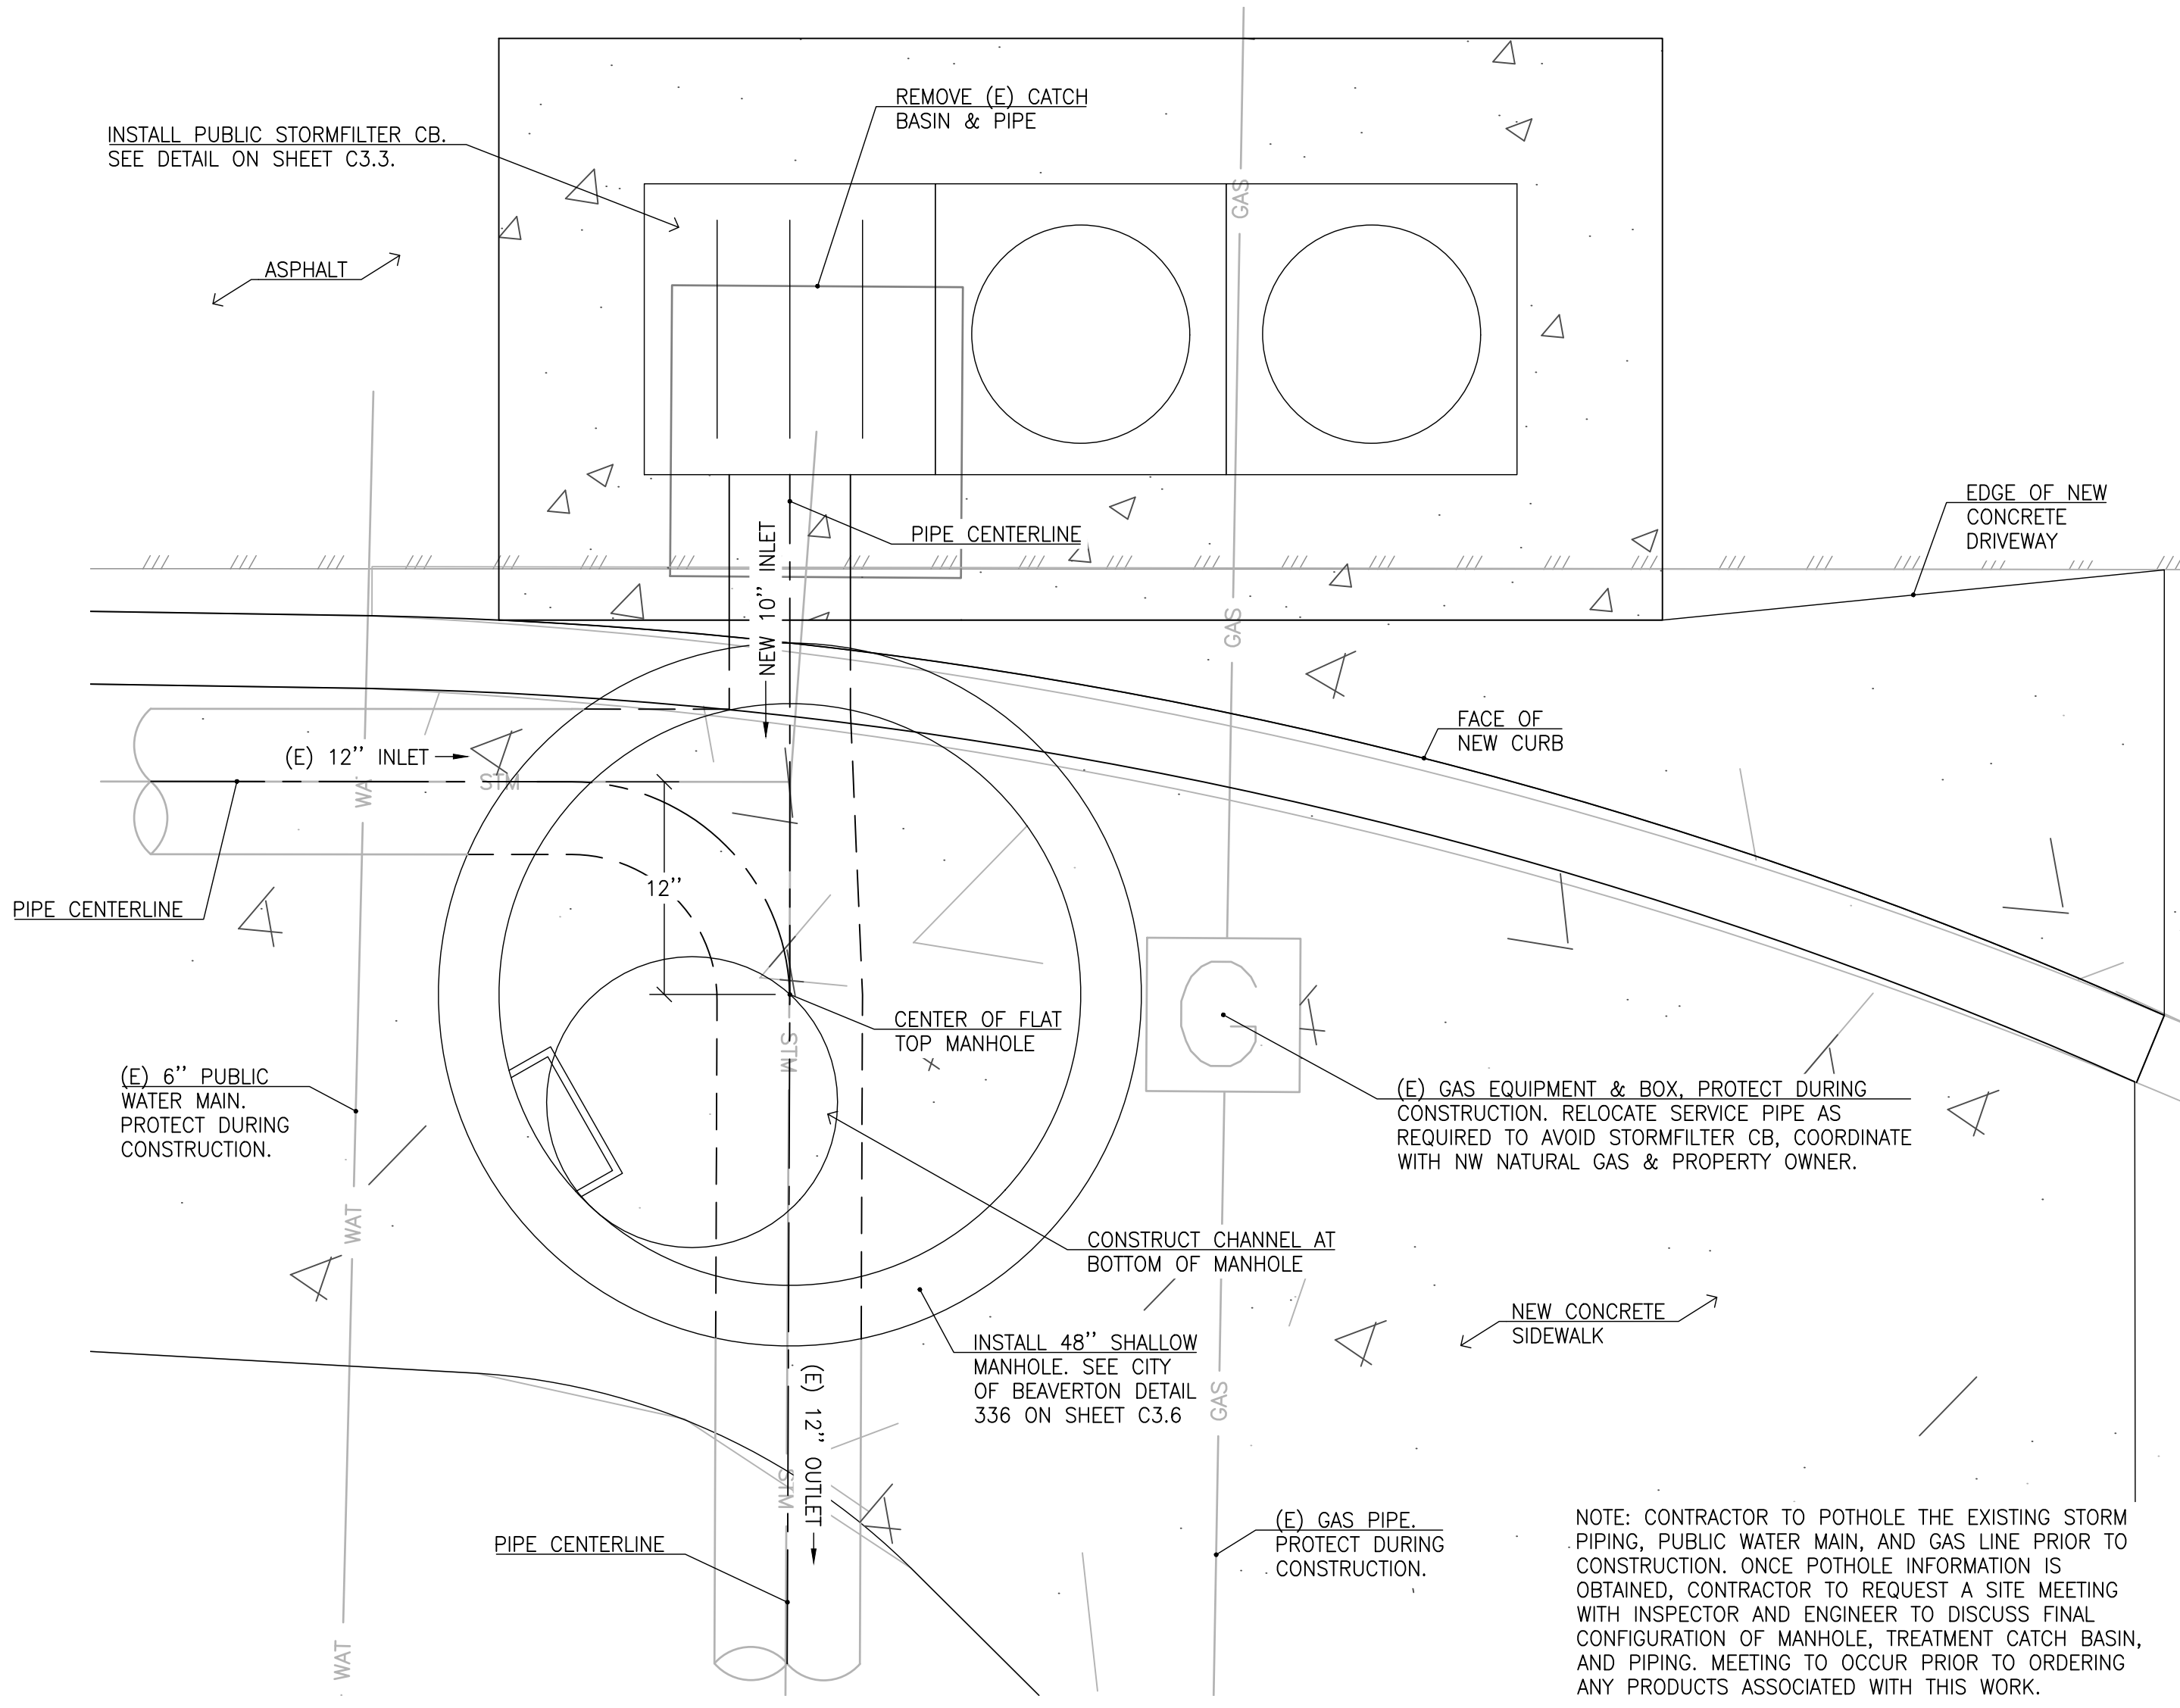 REMOVE (E) CATCH
BASIN & PIPE
INSTALL PUBLIC STORMFILTER CB.
SEE DETAIL ON SHEET C3.3.
GAS
ASPHALT
EDGE OF NEW
CONCRETE
DRIVEWAY
PIPE CENTERLINE
NEW 10'' INLET
GAS
FACE OF
NEW CURB
(E) 12'' INLET
STM
WA
12''
PIPE CENTERLINE
CENTER OF FLAT
TOP MANHOLE
STM
G
(E) 6'' PUBLIC
WATER MAIN.
PROTECT DURING
CONSTRUCTION.
(E) GAS EQUIPMENT & BOX, PROTECT DURING
CONSTRUCTION. RELOCATE SERVICE PIPE AS
REQUIRED TO AVOID STORMFILTER CB, COORDINATE
WITH NW NATURAL GAS & PROPERTY OWNER.
WAT
CONSTRUCT CHANNEL AT
BOTTOM OF MANHOLE
NEW CONCRETE
SIDEWALK
INSTALL 48'' SHALLOW
MANHOLE. SEE CITY
OF BEAVERTON DETAIL
336 ON SHEET C3.6
GAS
(E) 12'' OUTLET
STM
PIPE CENTERLINE
(E) GAS PIPE.
PROTECT DURING
CONSTRUCTION.
WAT
NOTE: CONTRACTOR TO POTHOLE THE EXISTING STORM
PIPING, PUBLIC WATER MAIN, AND GAS LINE PRIOR TO
CONSTRUCTION. ONCE POTHOLE INFORMATION IS
OBTAINED, CONTRACTOR TO REQUEST A SITE MEETING
WITH INSPECTOR AND ENGINEER TO DISCUSS FINAL
CONFIGURATION OF MANHOLE, TREATMENT CATCH BASIN,
AND PIPING. MEETING TO OCCUR PRIOR TO ORDERING
ANY PRODUCTS ASSOCIATED WITH THIS WORK.